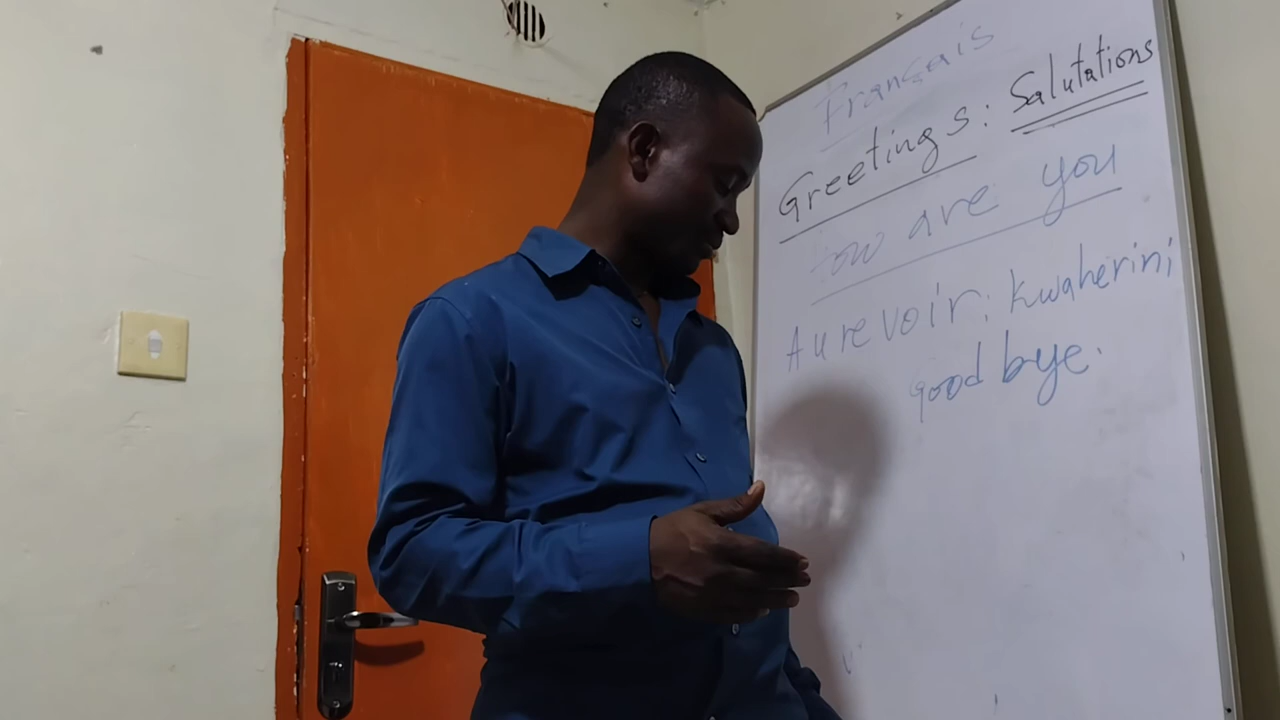 Français
Greetings: Salutations
How are you
Au revoir: Kwaherini
good bye.